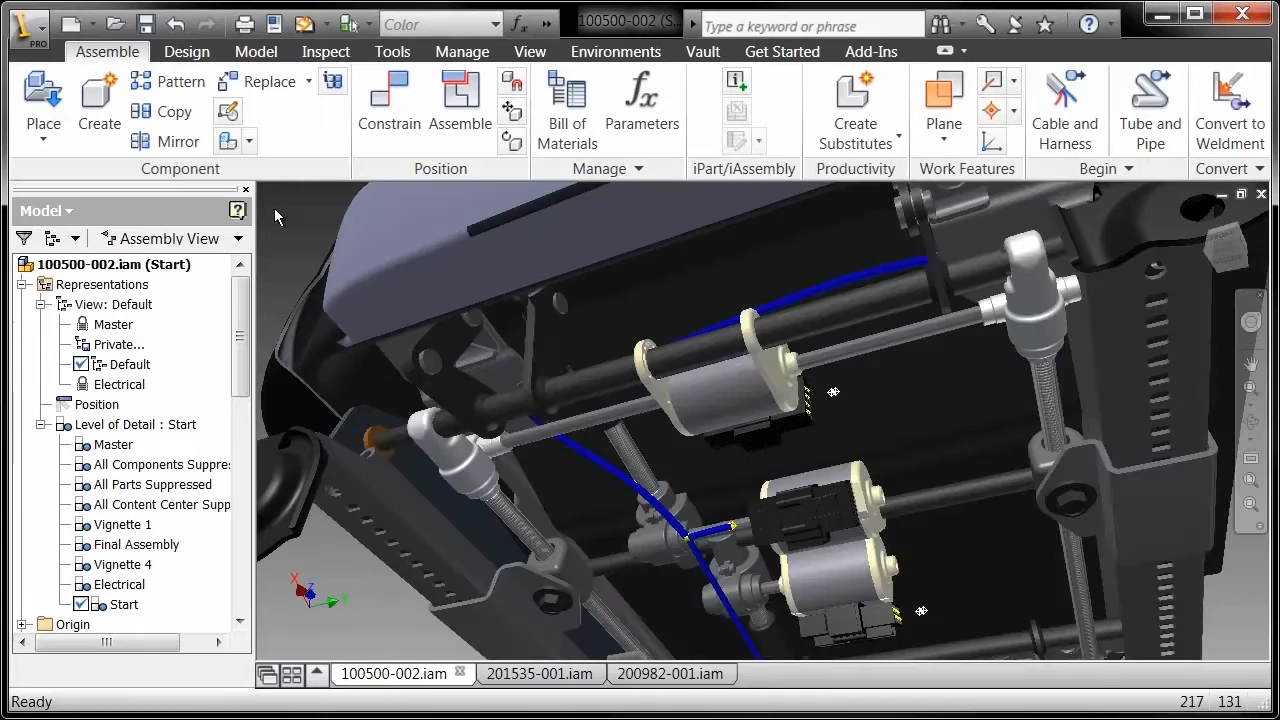 PRO
Color
100500-002 (S...
Type a keyword or phrase
Assemble Design Model Inspect Tools Manage View Environments Vault Get Started Add-Ins
Place
Create
Pattern
Copy
Mirror
Replace
Component
Constrain
Assemble
Position
Bill of
Materials
Parameters
Manage
iPart/iAssembly
Create
Substitutes
Productivity
Plane
Work Features
Cable and
Harness
Tube and
Pipe
Begin
Convert to
Weldment
Convert
Model
Assembly View
100500-002.iam (Start)
Representations
View: Default
Master
Private...
Default
Electrical
Position
Level of Detail : Start
Master
All Components Suppre
All Parts Suppressed
All Content Center Supp
Vignette 1
Final Assembly
Vignette 4
Electrical
Start
Origin
X
Z
Y
100500-002.iam
201535-001.iam
200982-001.iam
Ready
217 131